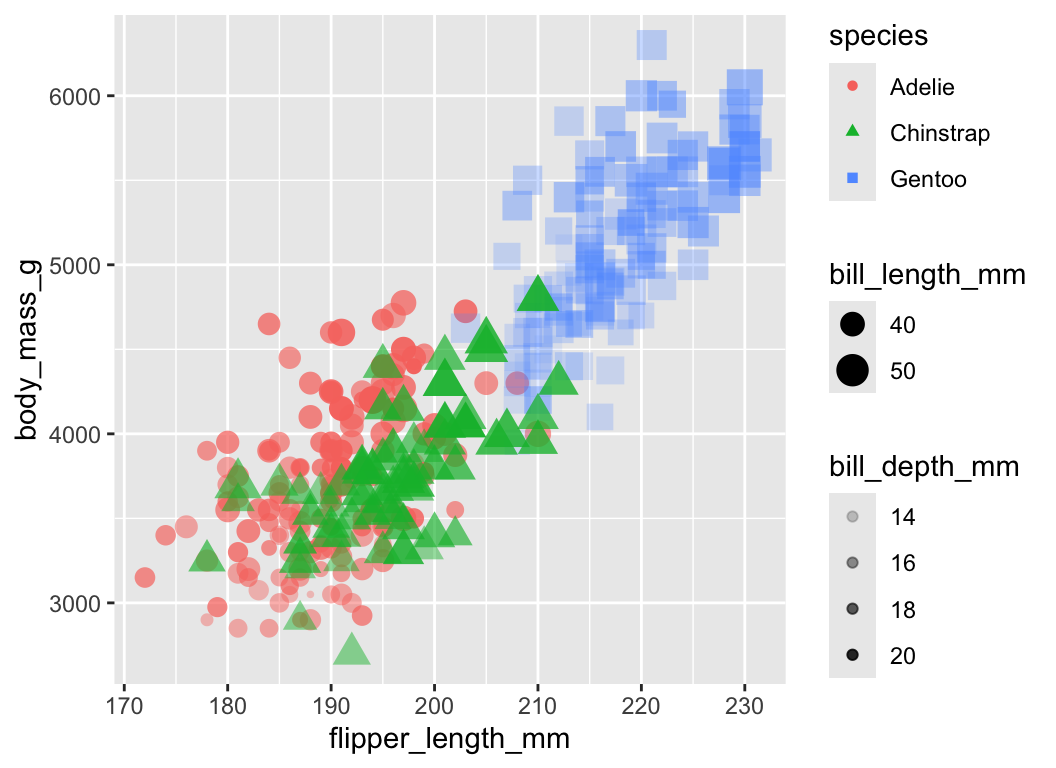 6000
5000
4000
3000
body_mass_g
170 180 190 200 210 220 230
flipper_length_mm
species
Adelie
Chinstrap
Gentoo
bill_length_mm
40
50
bill_depth_mm
14
16
18
20